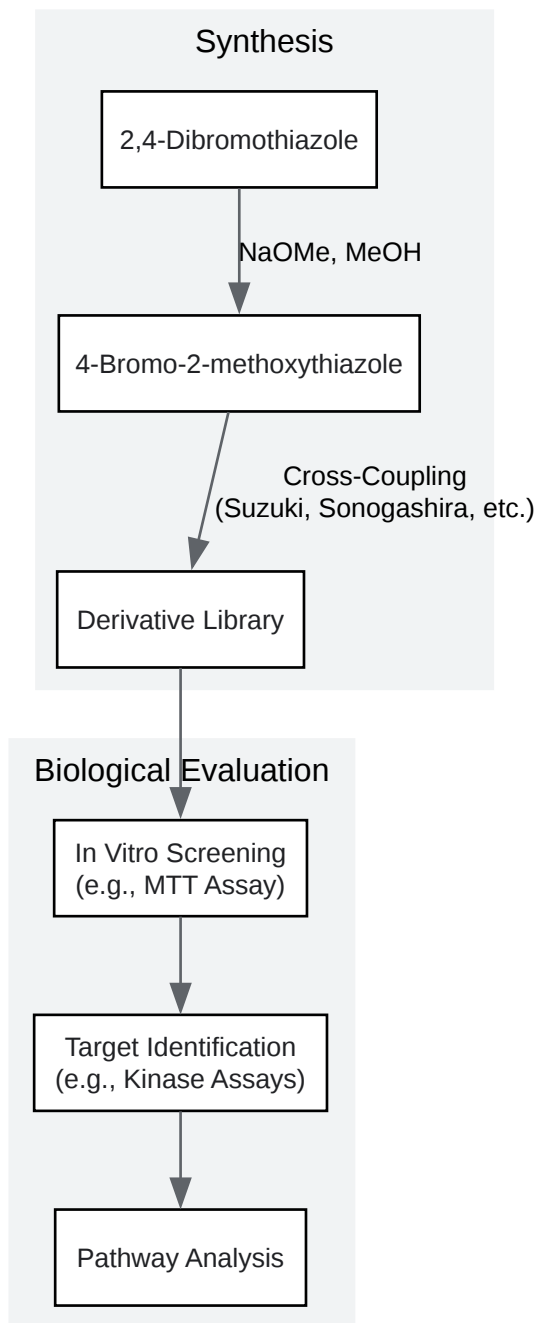 Synthesis
2,4-Dibromothiazole
NaOMe, MeOH
4-Bromo-2-methoxythiazole
Cross-Coupling
(Suzuki, Sonogashira, etc.)
Derivative Library
Biological Evaluation
In Vitro Screening
(e.g., MTT Assay)
Target Identification
(e.g., Kinase Assays)
Pathway Analysis